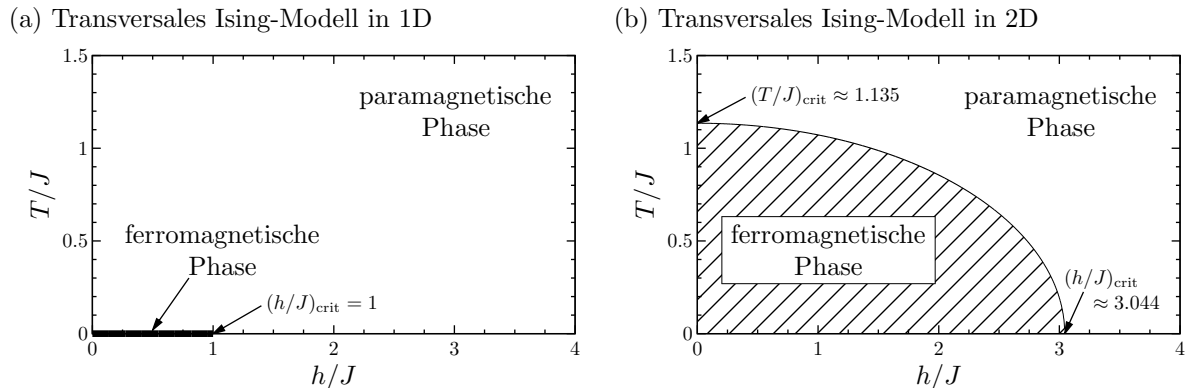 (a) Transversales Ising-Modell in 1D
1.5
1
0.5
0
T/J
paramagnetische
Phase
ferromagnetische
Phase
(h/J)crit = 1
0 1 2 3 4
h/J
(b) Transversales Ising-Modell in 2D
1.5
1
0.5
0
T/J
(T/J)crit ≈ 1.135
paramagnetische
Phase
ferromagnetische
Phase
(h/J)crit
≈ 3.044
0 1 2 3 4
h/J